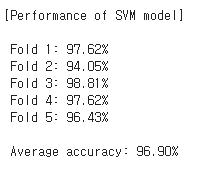 [Performance of SVM model]
Fold 1: 97.62%
Fold 2: 94.05%
Fold 3: 98.81%
Fold 4: 97.62%
Fold 5: 96.43%
Average accuracy: 96.90%